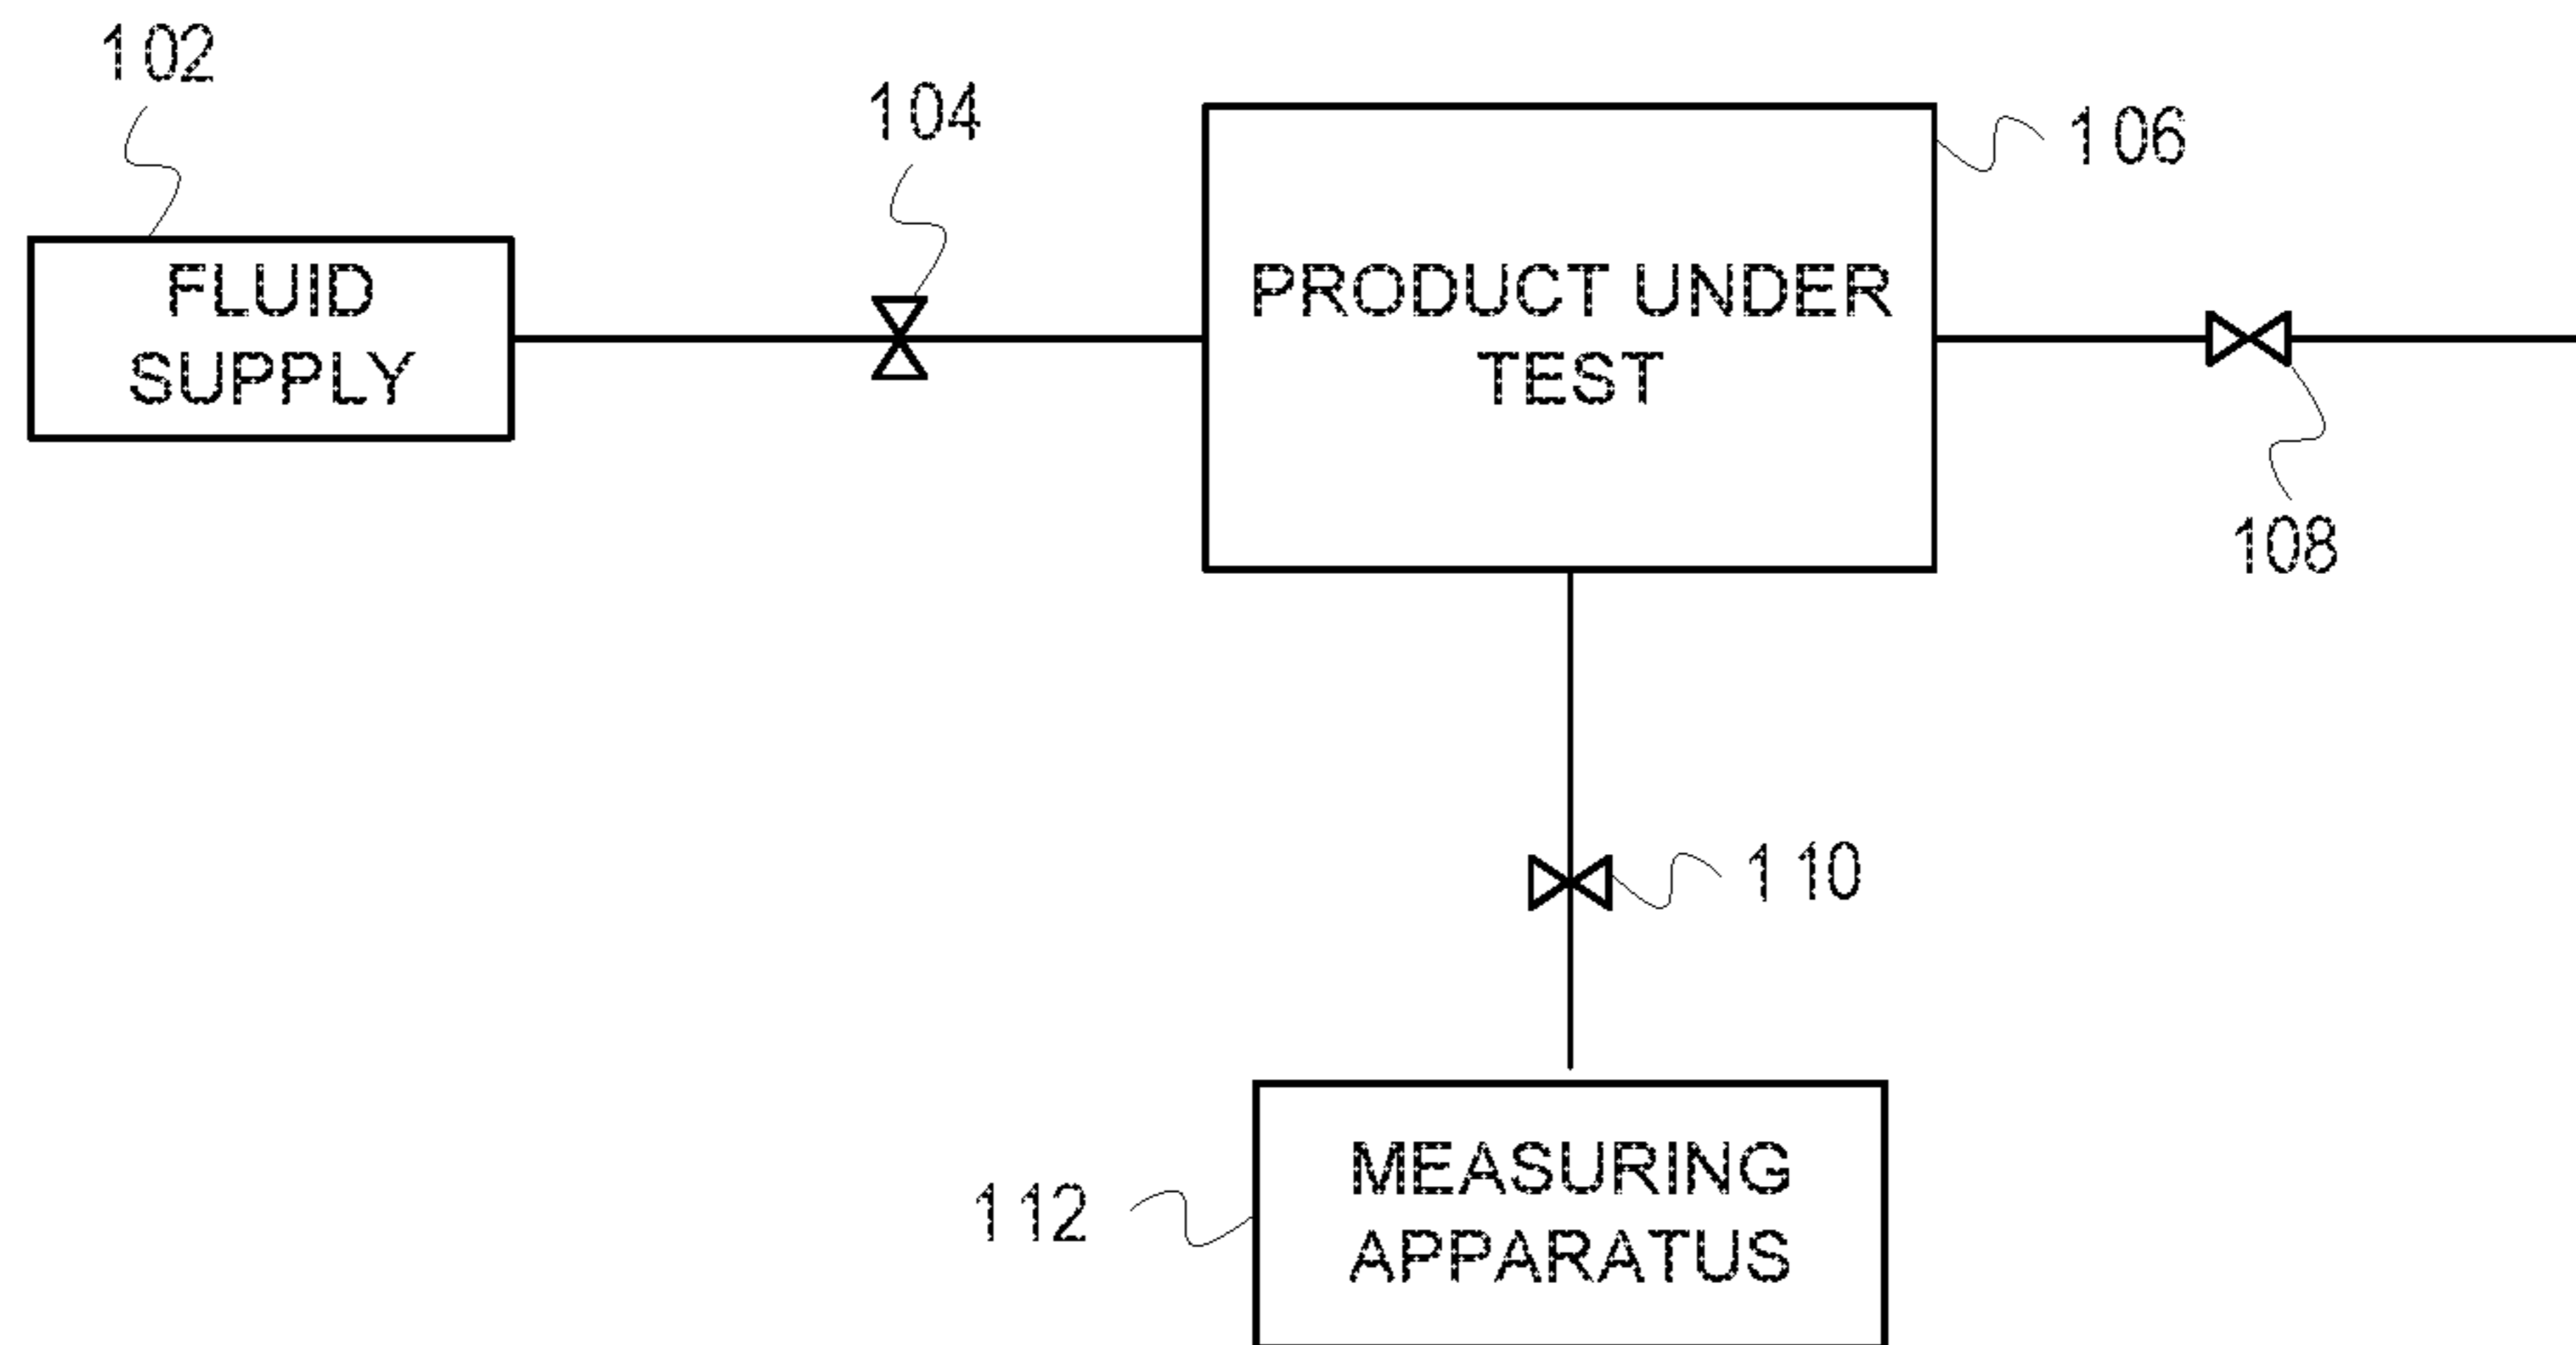 102
104
106
FLUID
SUPPLY
PRODUCT UNDER
TEST
108
110
112
MEASURING
APPARATUS